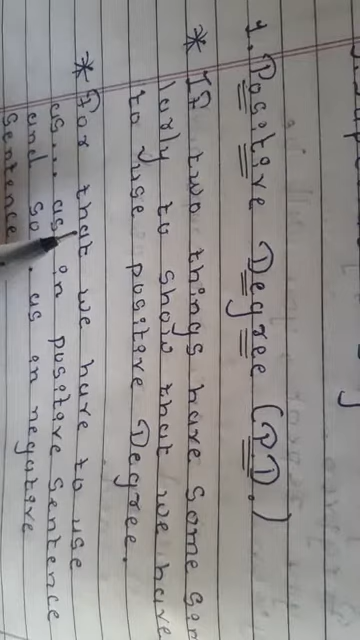 1. Positive Degree (P.D.)
* If two things have some
larly to show that we have
to use positive Degree.
* For that we have to use
as... as in positive sentence
and so .. as in negative
sentence